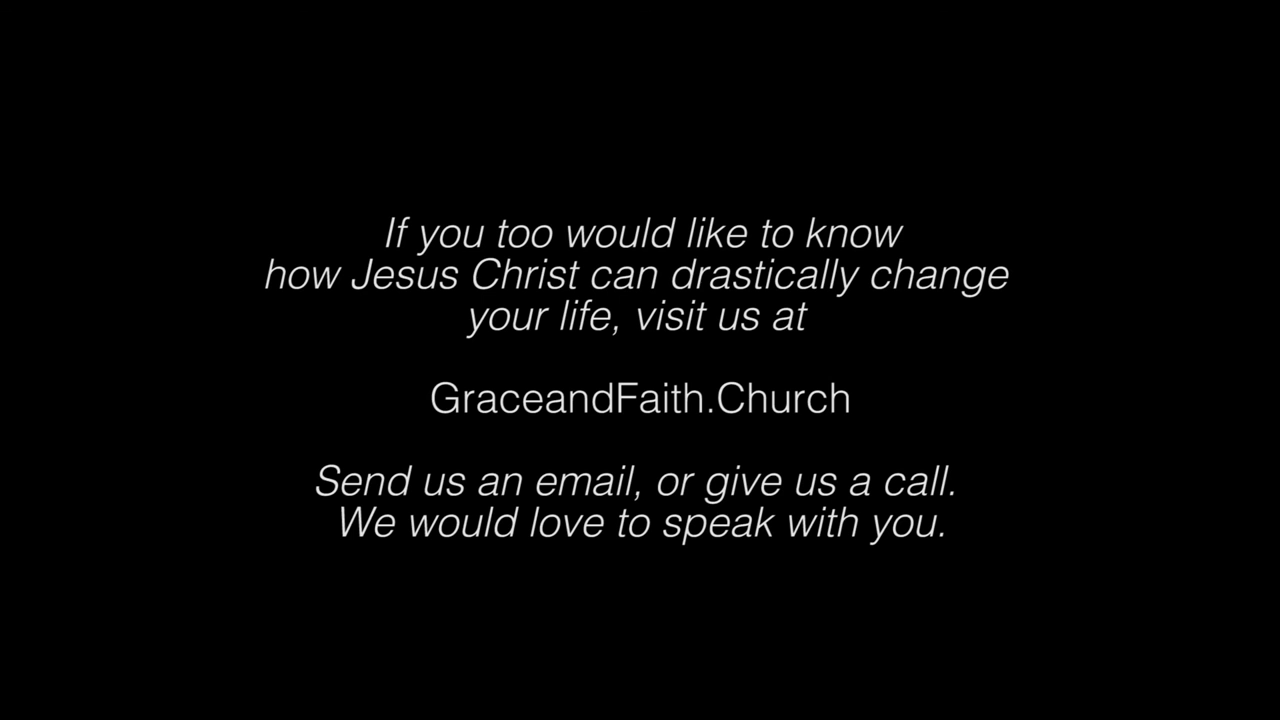 If you too would like to know
how Jesus Christ can drastically change
your life, visit us at
GraceandFaith.Church
Send us an email, or give us a call.
We would love to speak with you.